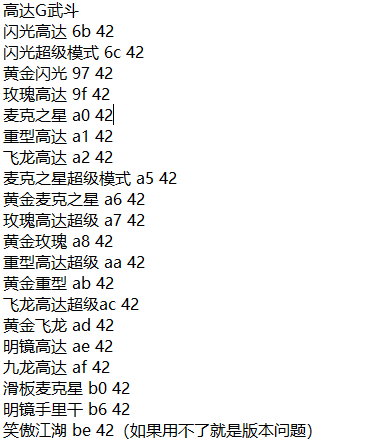 高达G武斗
闪光高达 6b 42
闪光超级模式 6c 42
黄金闪光 97 42
玫瑰高达 9f 42
麦克之星 a0 42
重型高达 a1 42
飞龙高达 a2 42
麦克之星超级模式 a5 42
黄金麦克之星 a6 42
玫瑰高达超级 a7 42
黄金玫瑰 a8 42
重型高达超级 aa 42
黄金重型 ab 42
飞龙高达超级ac 42
黄金飞龙 ad 42
明镜高达 ae 42
九龙高达 af 42
滑板麦克星 b0 42
明镜手里干 b6 42
笑傲江湖 be 42（如果用不了就是版本问题）